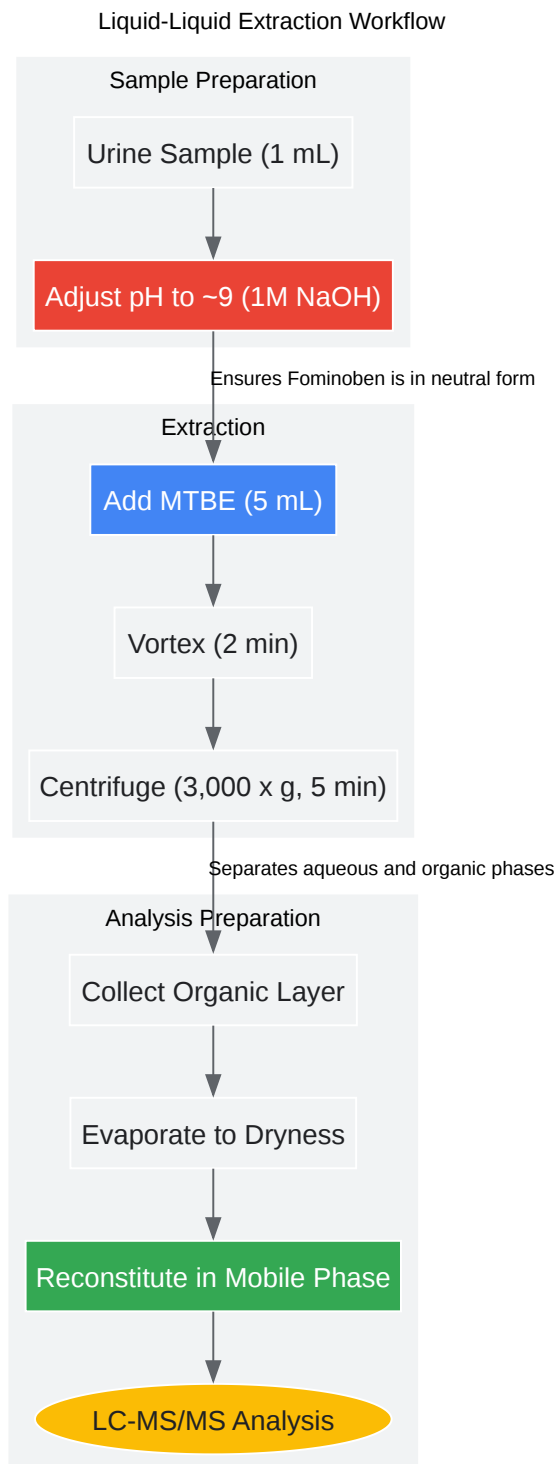 Liquid-Liquid Extraction Workflow
Sample Preparation
Urine Sample (1 mL)
Adjust pH to ~9 (1M NaOH)
Ensures Fominoben is in neutral form
Extraction
Add MTBE (5 mL)
Vortex (2 min)
Centrifuge (3,000 x g, 5 min)
Separates aqueous and organic phases
Analysis Preparation
Collect Organic Layer
Evaporate to Dryness
Reconstitute in Mobile Phase
LC-MS/MS Analysis